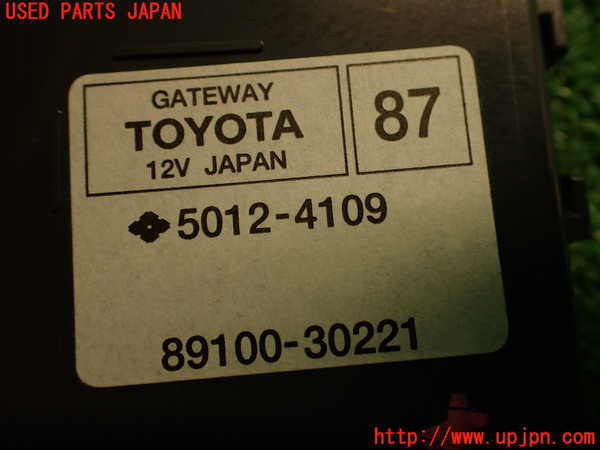 USED PARTS JAPAN
GATEWAY
TOYOTA
12V JAPAN
87
5012-4109
89100-30221
http://www.upjpn.com/